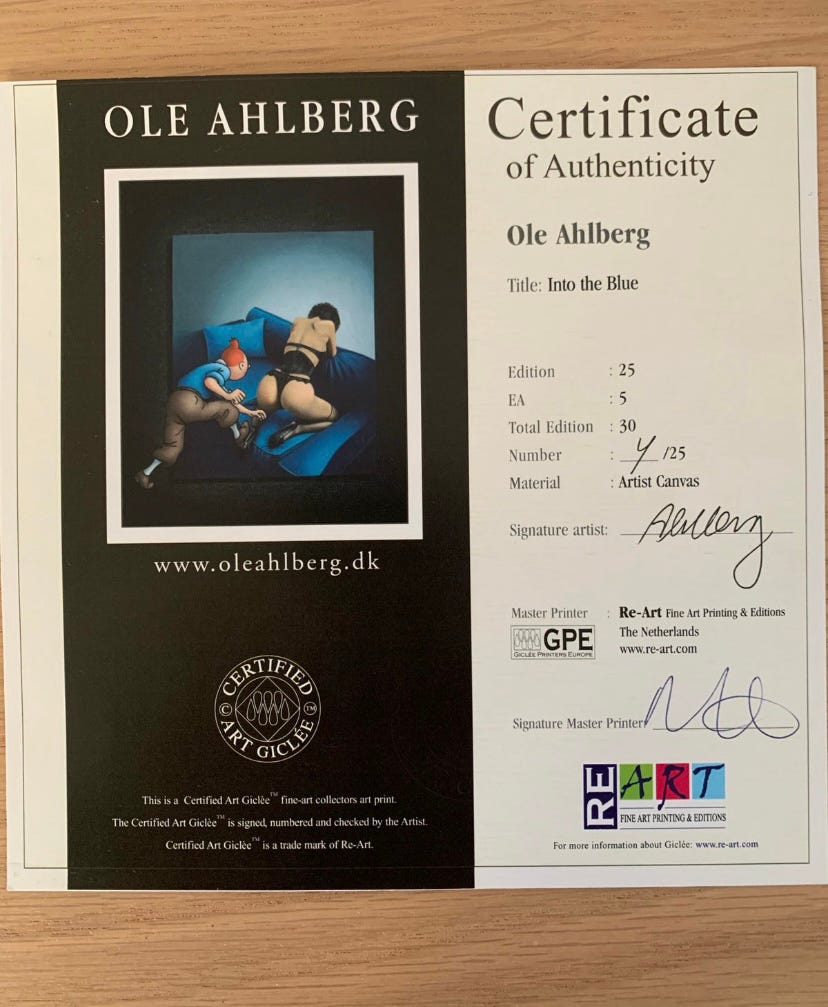 OLE AHLBERG
www.oleahlberg.dk
CERTIFIED
© ™
ART GICLÉE
This is a Certified Art Giclèe™ fine-art collectors art print.
The Certified Art Giclèe™ is signed, numbered and checked by the Artist.
Certified Art Giclèe™ is a trade mark of Re-Art.
Certificate
of Authenticity
Ole Ahlberg
Title: Into the Blue
Edition : 25
EA : 5
Total Edition : 30
Number : 4 /25
Material : Artist Canvas
Signature artist: Ahlberg
Master Printer : Re-Art Fine Art Printing & Editions
GPE The Netherlands
GICLÉE PRINTERS EUROPE www.re-art.com
Signature Master Printer:
RE ART
FINE ART PRINTING & EDITIONS
For more information about Giclée: www.re-art.com